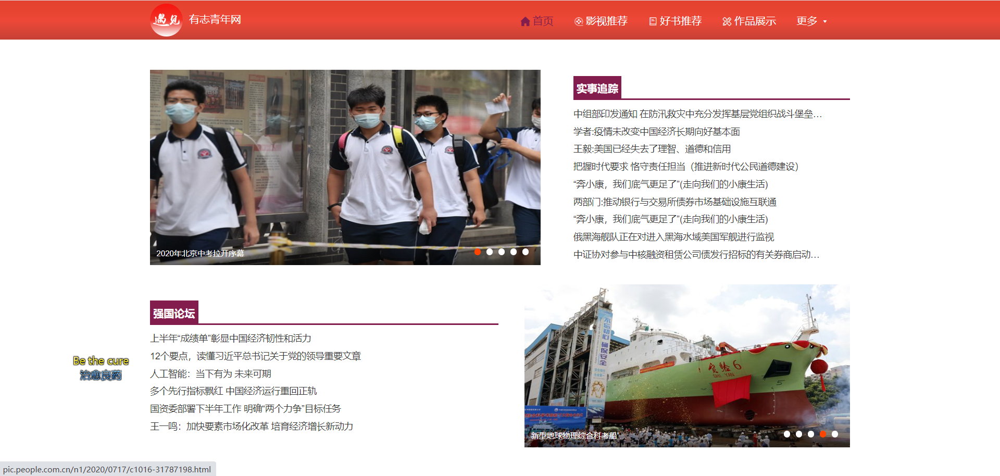 遇见 有志青年网
首页 影视推荐 好书推荐 作品展示 更多
2020年北京中考拉开序幕
实事追踪
中组部印发通知 在防汛救灾中充分发挥基层党组织战斗堡垒…
学者:疫情未改变中国经济长期向好基本面
王毅:美国已经失去了理智、道德和信用
把握时代要求 恪守责任担当（推进新时代公民道德建设）
“奔小康，我们底气更足了”(走向我们的小康生活)
两部门:推动银行与交易所债券市场基础设施互联通
“奔小康，我们底气更足了”(走向我们的小康生活)
俄黑海舰队正在对进入黑海水域美国军舰进行监视
中证协对参与中核融资租赁公司债发行招标的有关券商启动…
强国论坛
上半年“成绩单”彰显中国经济韧性和活力
12个要点，读懂习近平总书记关于党的领导重要文章
人工智能：当下有为 未来可期
多个先行指标飘红 中国经济运行重回正轨
国资委部署下半年工作 明确“两个力争”目标任务
王一鸣：加快要素市场化改革 培育经济增长新动力
Be the cure
治愈良药
不忘初心 确保安全
实验6
SHI YAN
5
新型地球物理综合科考船“…
pic.people.com.cn/n1/2020/0717/c1016-31787198.html